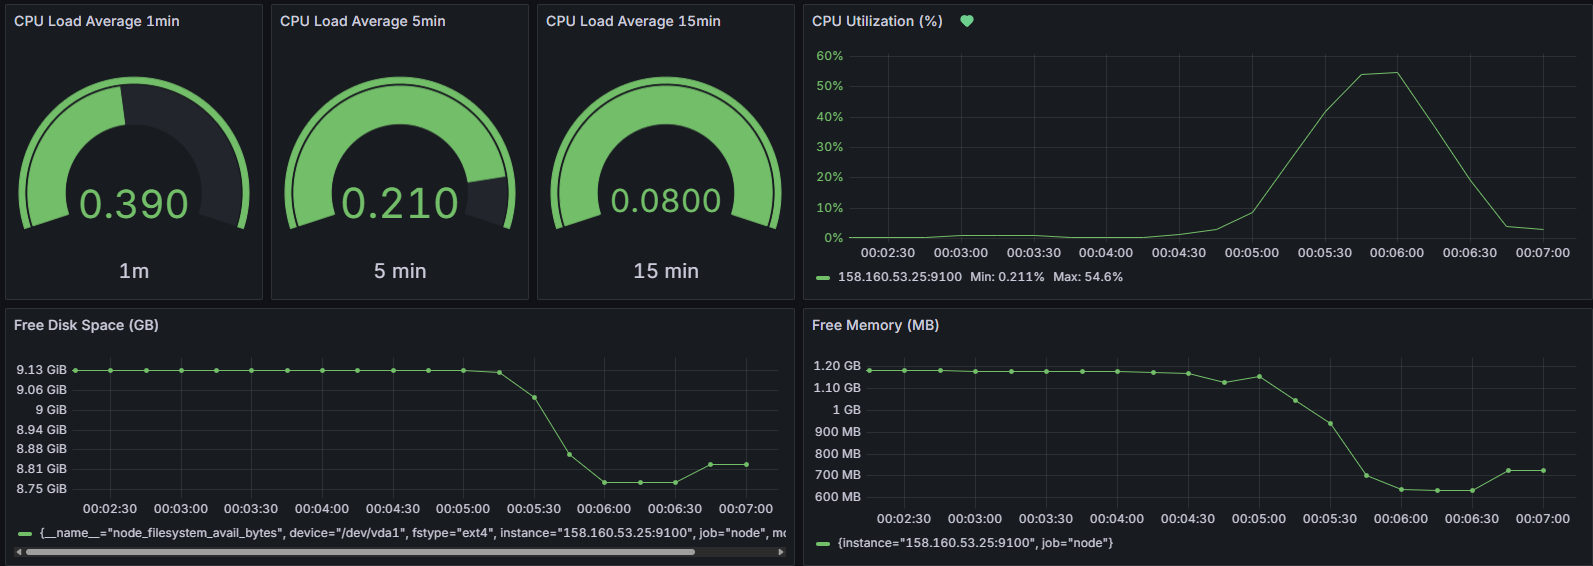 CPU Load Average 1min
0.390
1m
CPU Load Average 5min
0.210
5 min
CPU Load Average 15min
0.0800
15 min
CPU Utilization (%)
60%
50%
40%
30%
20%
10%
0%
00:02:30 00:03:00 00:03:30 00:04:00 00:04:30 00:05:00 00:05:30 00:06:00 00:06:30 00:07:00
158.160.53.25:9100 Min: 0.211% Max: 54.6%
Free Disk Space (GB)
9.13 GiB
9.06 GiB
9 GiB
8.94 GiB
8.88 GiB
8.81 GiB
8.75 GiB
00:02:30 00:03:00 00:03:30 00:04:00 00:04:30 00:05:00 00:05:30 00:06:00 00:06:30 00:07:00
{__name__="node_filesystem_avail_bytes", device="/dev/vda1", fstype="ext4", instance="158.160.53.25:9100", job="node",
Free Memory (MB)
1.20 GB
1.10 GB
1 GB
900 MB
800 MB
700 MB
600 MB
00:02:30 00:03:00 00:03:30 00:04:00 00:04:30 00:05:00 00:05:30 00:06:00 00:06:30 00:07:00
{instance="158.160.53.25:9100", job="node"}